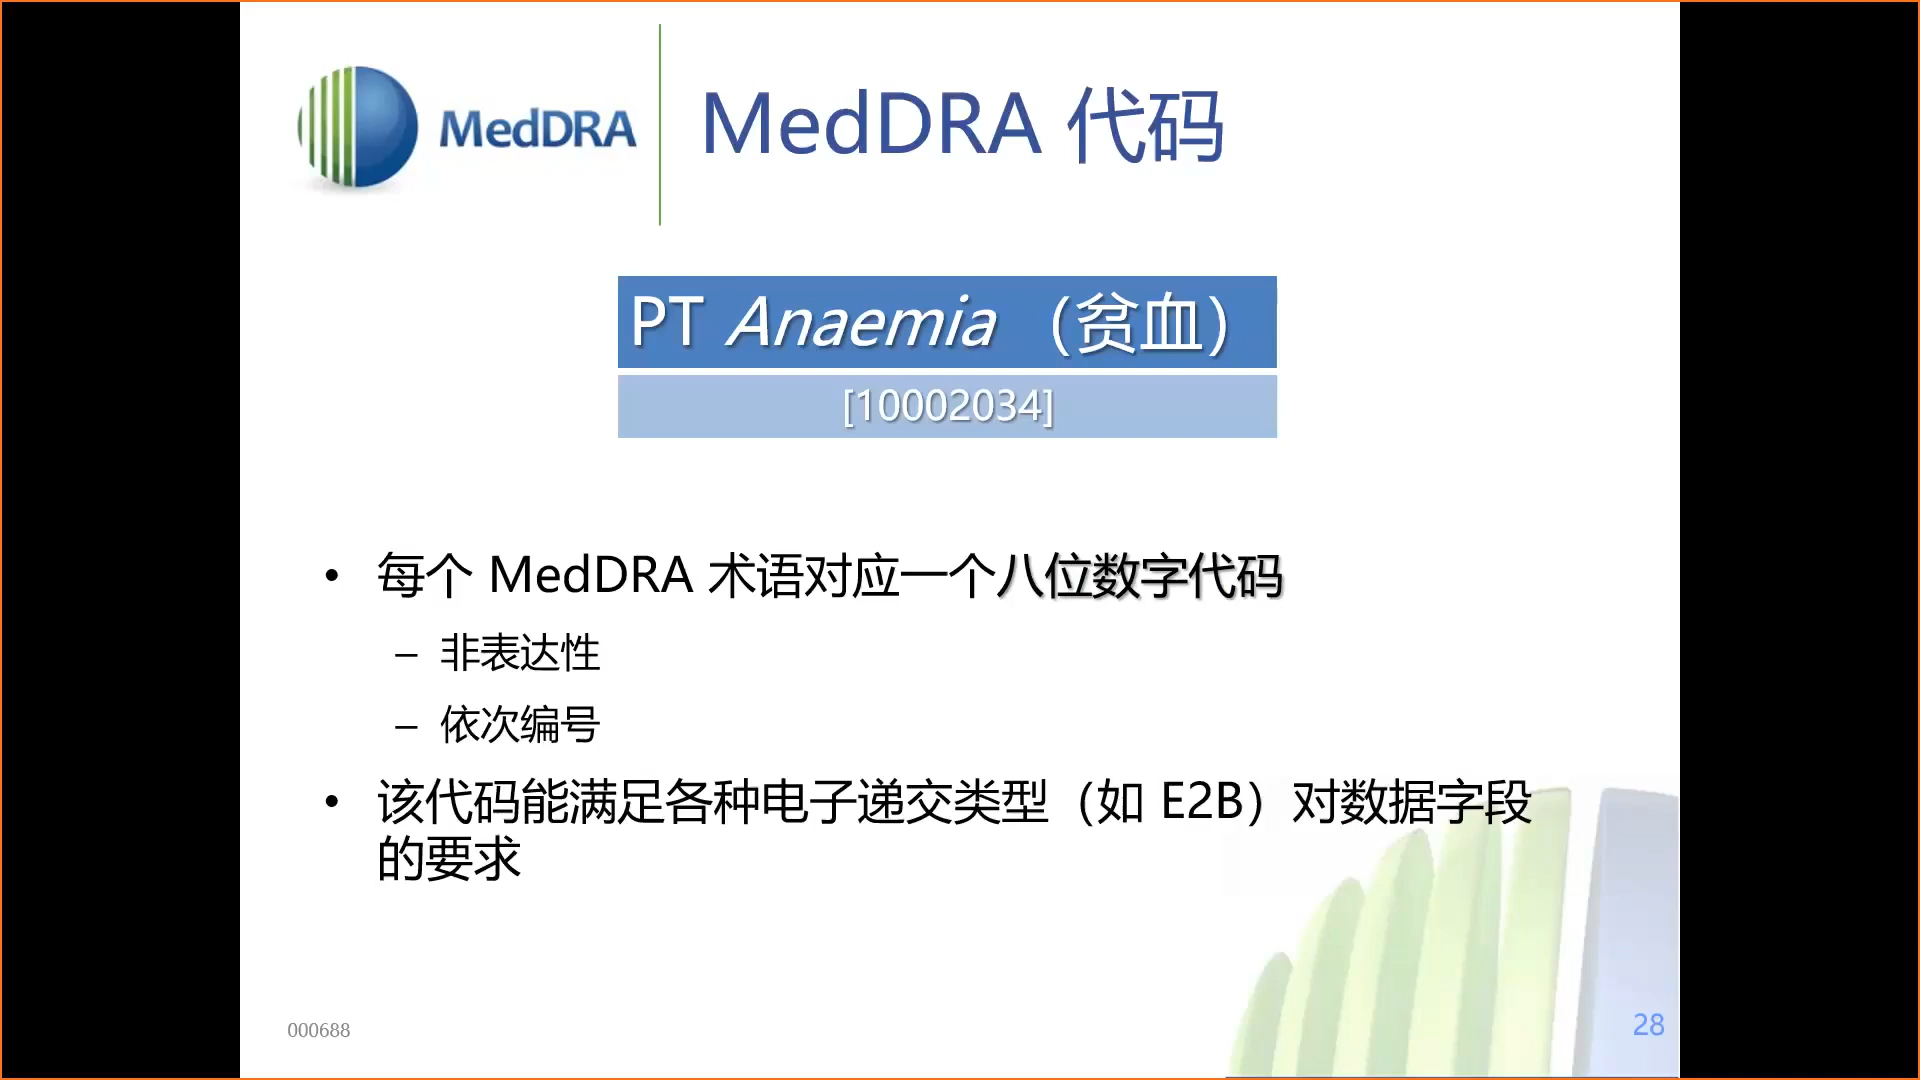 MedDRA
MedDRA 代码
PT Anaemia （贫血）
[10002034]
• 每个 MedDRA 术语对应一个八位数字代码
– 非表达性
– 依次编号
• 该代码能满足各种电子递交类型（如 E2B）对数据字段
的要求
000688
28